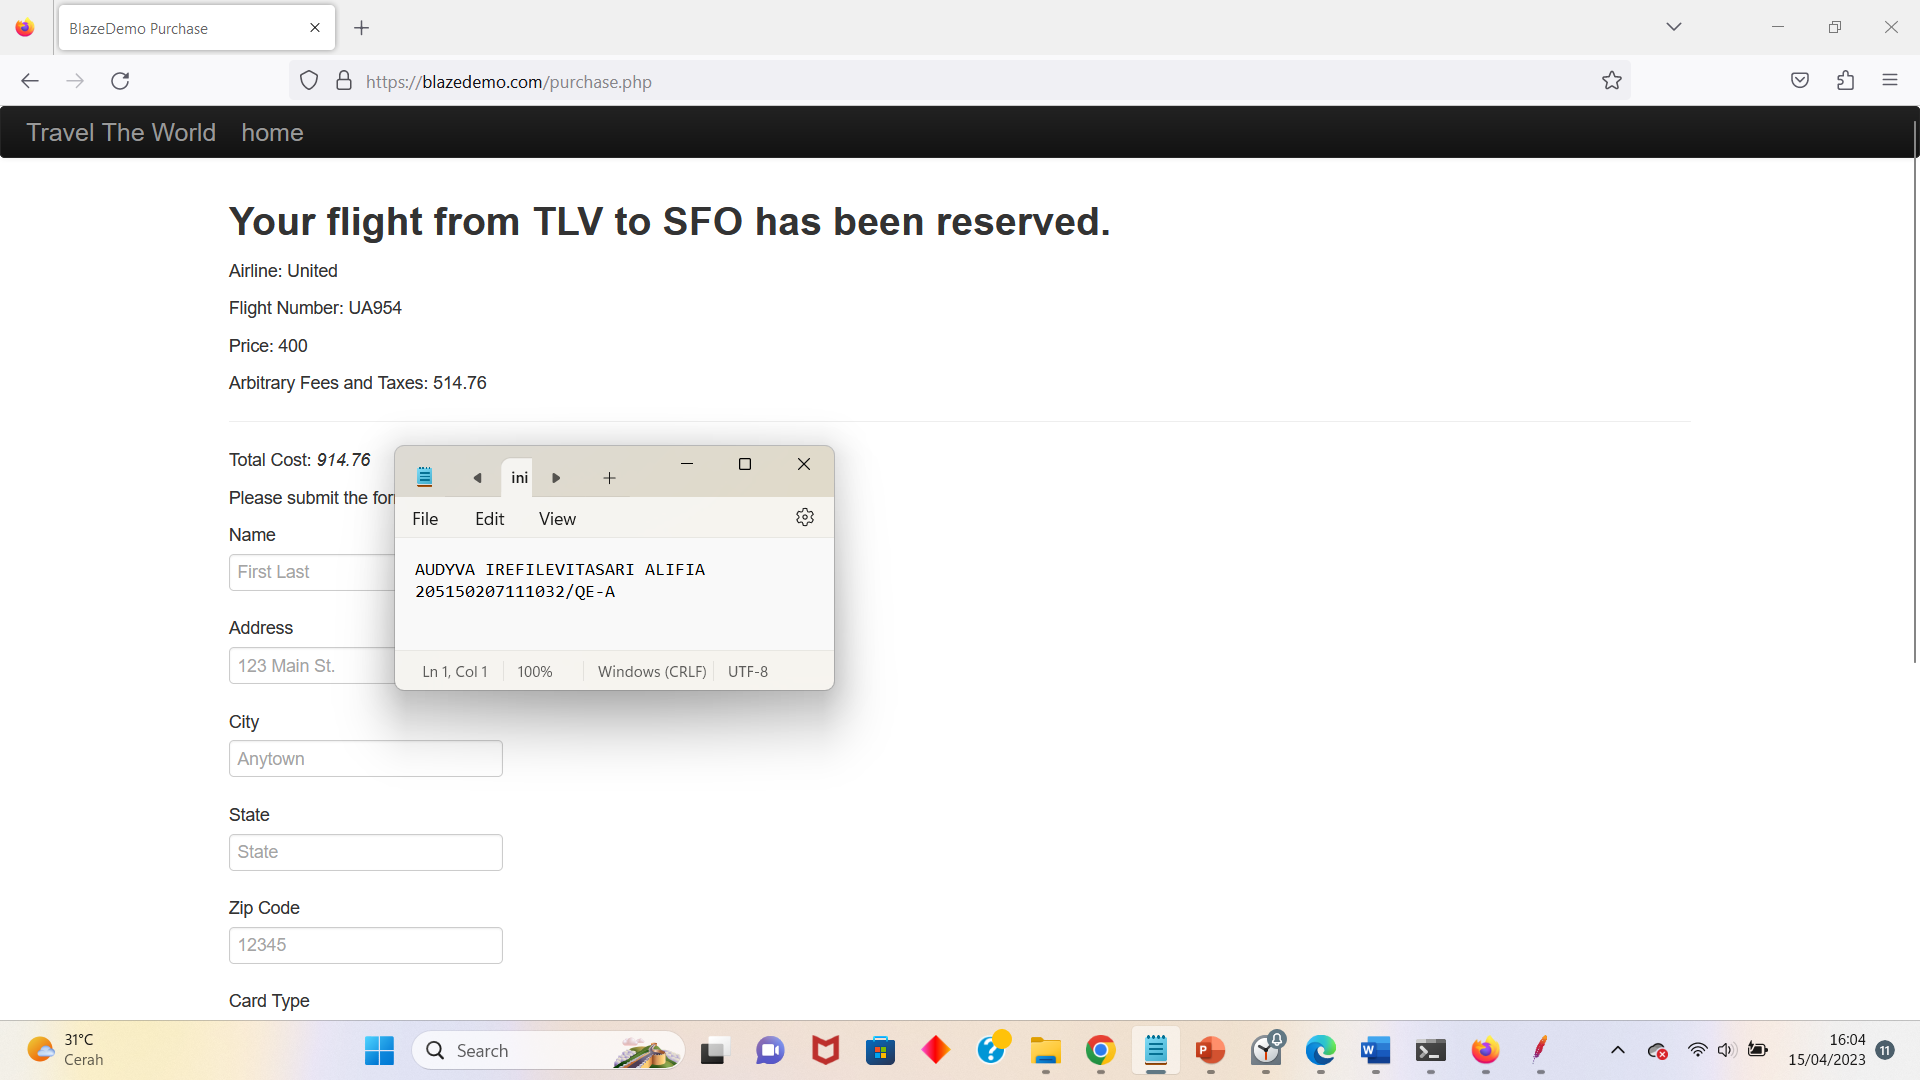 BlazeDemo Purchase
https://blazedemo.com/purchase.php
Travel The World home
Your flight from TLV to SFO has been reserved.
Airline: United
Flight Number: UA954
Price: 400
Arbitrary Fees and Taxes: 514.76
Total Cost: 914.76
Please submit the
Name
First Last
Address
123 Main St.
City
Anytown
State
State
Zip Code
12345
Card Type
ini
File Edit View
AUDYVA IREFILEVITASARI ALIFIA
205150207111032/QE-A
Ln 1, Col 1 100% Windows (CRLF) UTF-8
31°C
Cerah
Search
16:04
15/04/2023
11